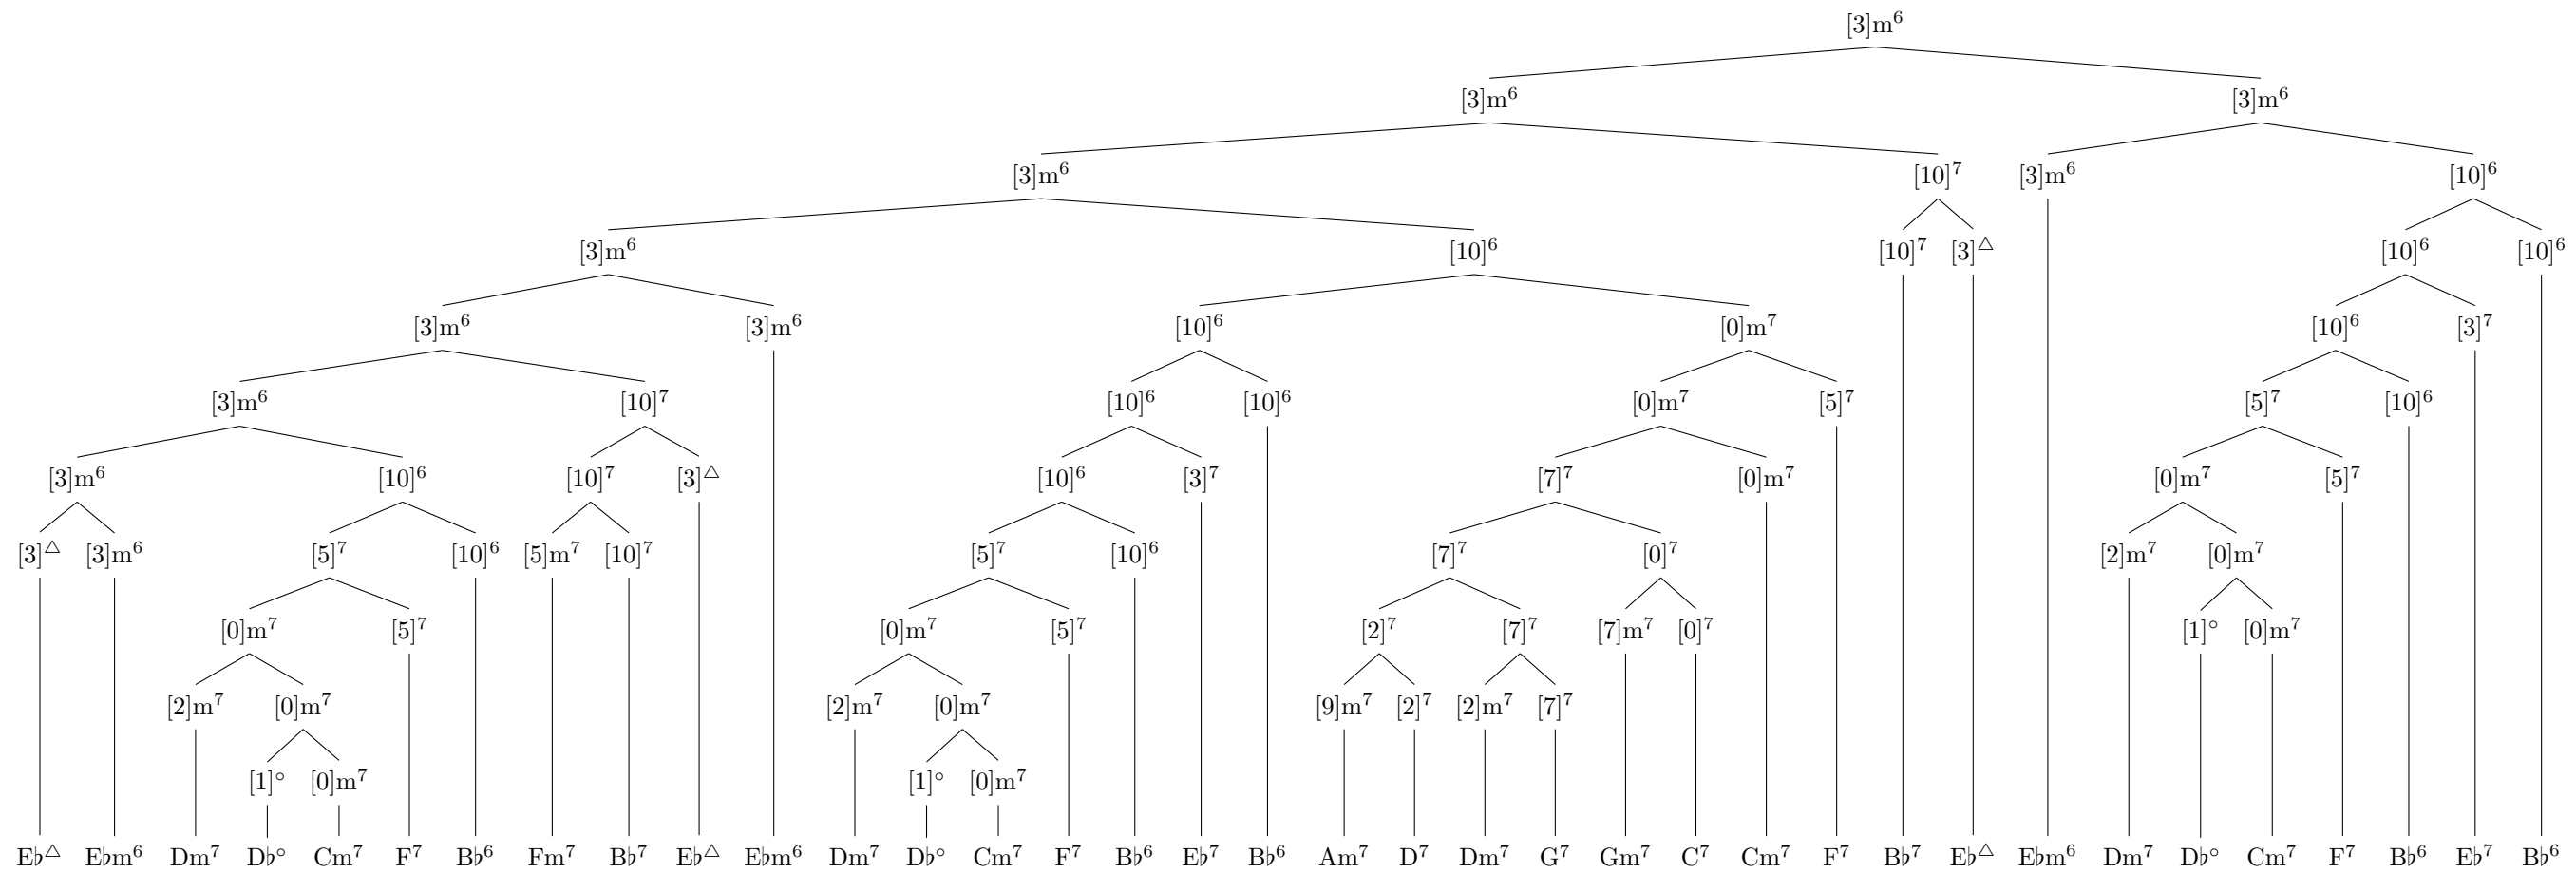 [3]m⁶
[3]m⁶ [3]m⁶
[3]m⁶ [10]⁷ [3]m⁶ [10]⁶
[3]m⁶ [10]⁶ [10]⁷ [3]△ [10]⁶ [10]⁶
[3]m⁶ [3]m⁶ [10]⁶ [0]m⁷ [10]⁶ [3]⁷
[3]m⁶ [10]⁷ [10]⁶ [10]⁶ [0]m⁷ [5]⁷ [5]⁷ [10]⁶
[3]m⁶ [10]⁶ [10]⁷ [3]△ [10]⁶ [3]⁷ [7]⁷ [0]m⁷ [0]m⁷ [5]⁷
[3]△ [3]m⁶ [5]⁷ [10]⁶ [5]m⁷ [10]⁷ [5]⁷ [10]⁶ [7]⁷ [0]⁷ [2]m⁷ [0]m⁷
[0]m⁷ [5]⁷ [0]m⁷ [5]⁷ [2]⁷ [7]⁷ [7]m⁷ [0]⁷ [1]° [0]m⁷
[2]m⁷ [0]m⁷ [2]m⁷ [0]m⁷ [9]m⁷ [2]⁷ [2]m⁷ [7]⁷
[1]° [0]m⁷ [1]° [0]m⁷
E♭△ E♭m⁶ Dm⁷ D♭° Cm⁷ F⁷ B♭⁶ Fm⁷ B♭⁷ E♭△ E♭m⁶ Dm⁷ D♭° Cm⁷ F⁷ B♭⁶ E♭⁷ B♭⁶ Am⁷ D⁷ Dm⁷ G⁷ Gm⁷ C⁷ Cm⁷ F⁷ B♭⁷ E♭△ E♭m⁶ Dm⁷ D♭° Cm⁷ F⁷ B♭⁶ E♭⁷ B♭⁶